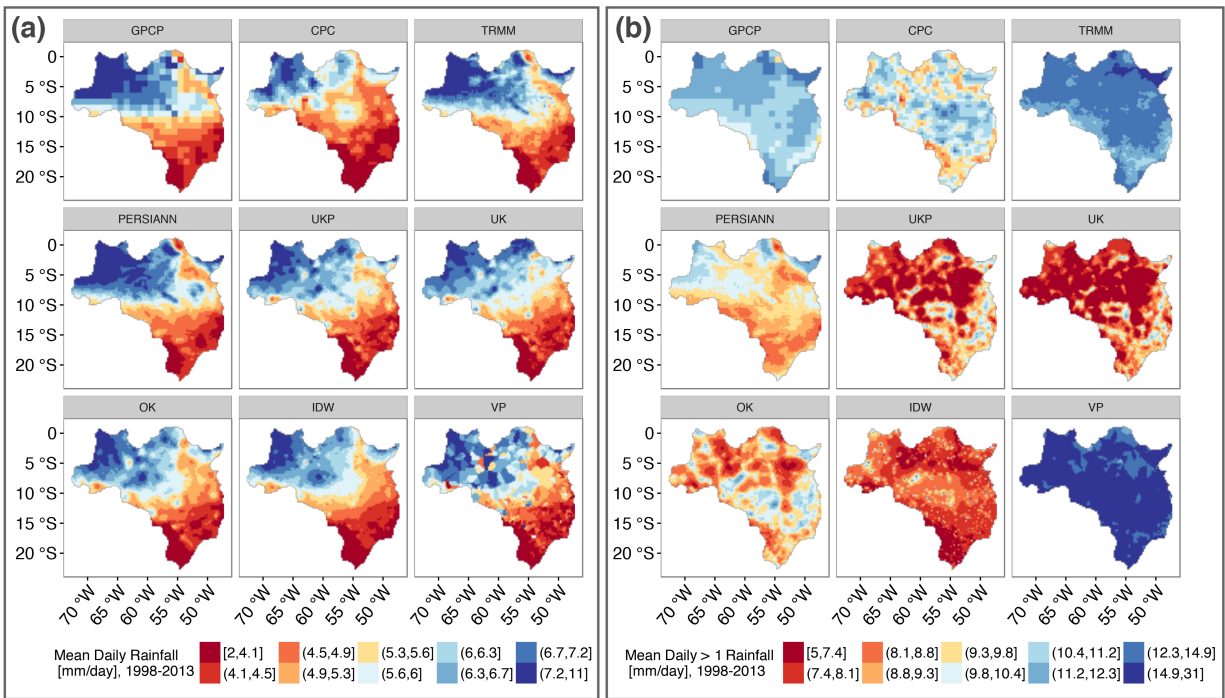 (a)
GPCP CPC TRMM
0
5 °S
10 °S
15 °S
20 °S
PERSIANN UKP UK
0
5 °S
10 °S
15 °S
20 °S
OK IDW VP
0
5 °S
10 °S
15 °S
20 °S
70 °W 65 °W 60 °W 55 °W 50 °W 70 °W 65 °W 60 °W 55 °W 50 °W 70 °W 65 °W 60 °W 55 °W 50 °W
Mean Daily Rainfall [2,4.1] (4.5,4.9] (5.3,5.6] (6,6.3] (6.7,7.2]
[mm/day], 1998-2013 (4.1,4.5] (4.9,5.3] (5.6,6] (6.3,6.7] (7.2,11]
(b)
GPCP CPC TRMM
0
5 °S
10 °S
15 °S
20 °S
PERSIANN UKP UK
0
5 °S
10 °S
15 °S
20 °S
OK IDW VP
0
5 °S
10 °S
15 °S
20 °S
70 °W 65 °W 60 °W 55 °W 50 °W 70 °W 65 °W 60 °W 55 °W 50 °W 70 °W 65 °W 60 °W 55 °W 50 °W
Mean Daily > 1 Rainfall [5,7.4] (8.1,8.8] (9.3,9.8] (10.4,11.2] (12.3,14.9]
[mm/day], 1998-2013 (7.4,8.1] (8.8,9.3] (9.8,10.4] (11.2,12.3] (14.9,31]